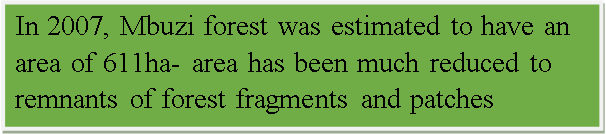 In 2007, Mbuzi forest was estimated to have an
area of 611ha- area has been much reduced to
remnants of forest fragments and patches